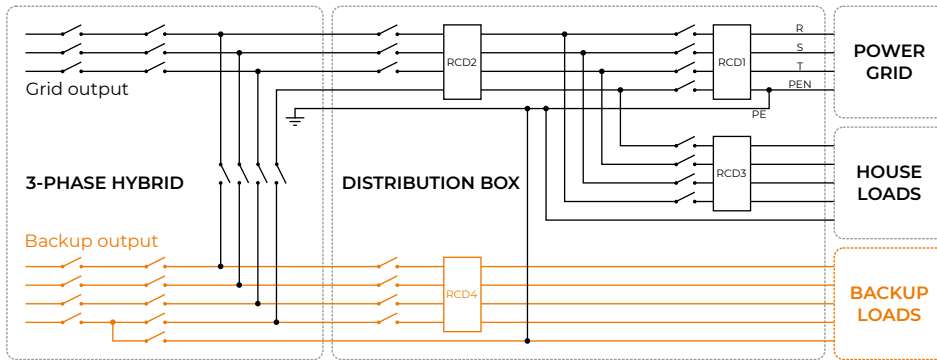 R
S
T
PEN
PE
RCD2
RCD1
POWER
GRID
Grid output
3-PHASE HYBRID
DISTRIBUTION BOX
RCD3
HOUSE
LOADS
Backup output
RCD4
BACKUP
LOADS